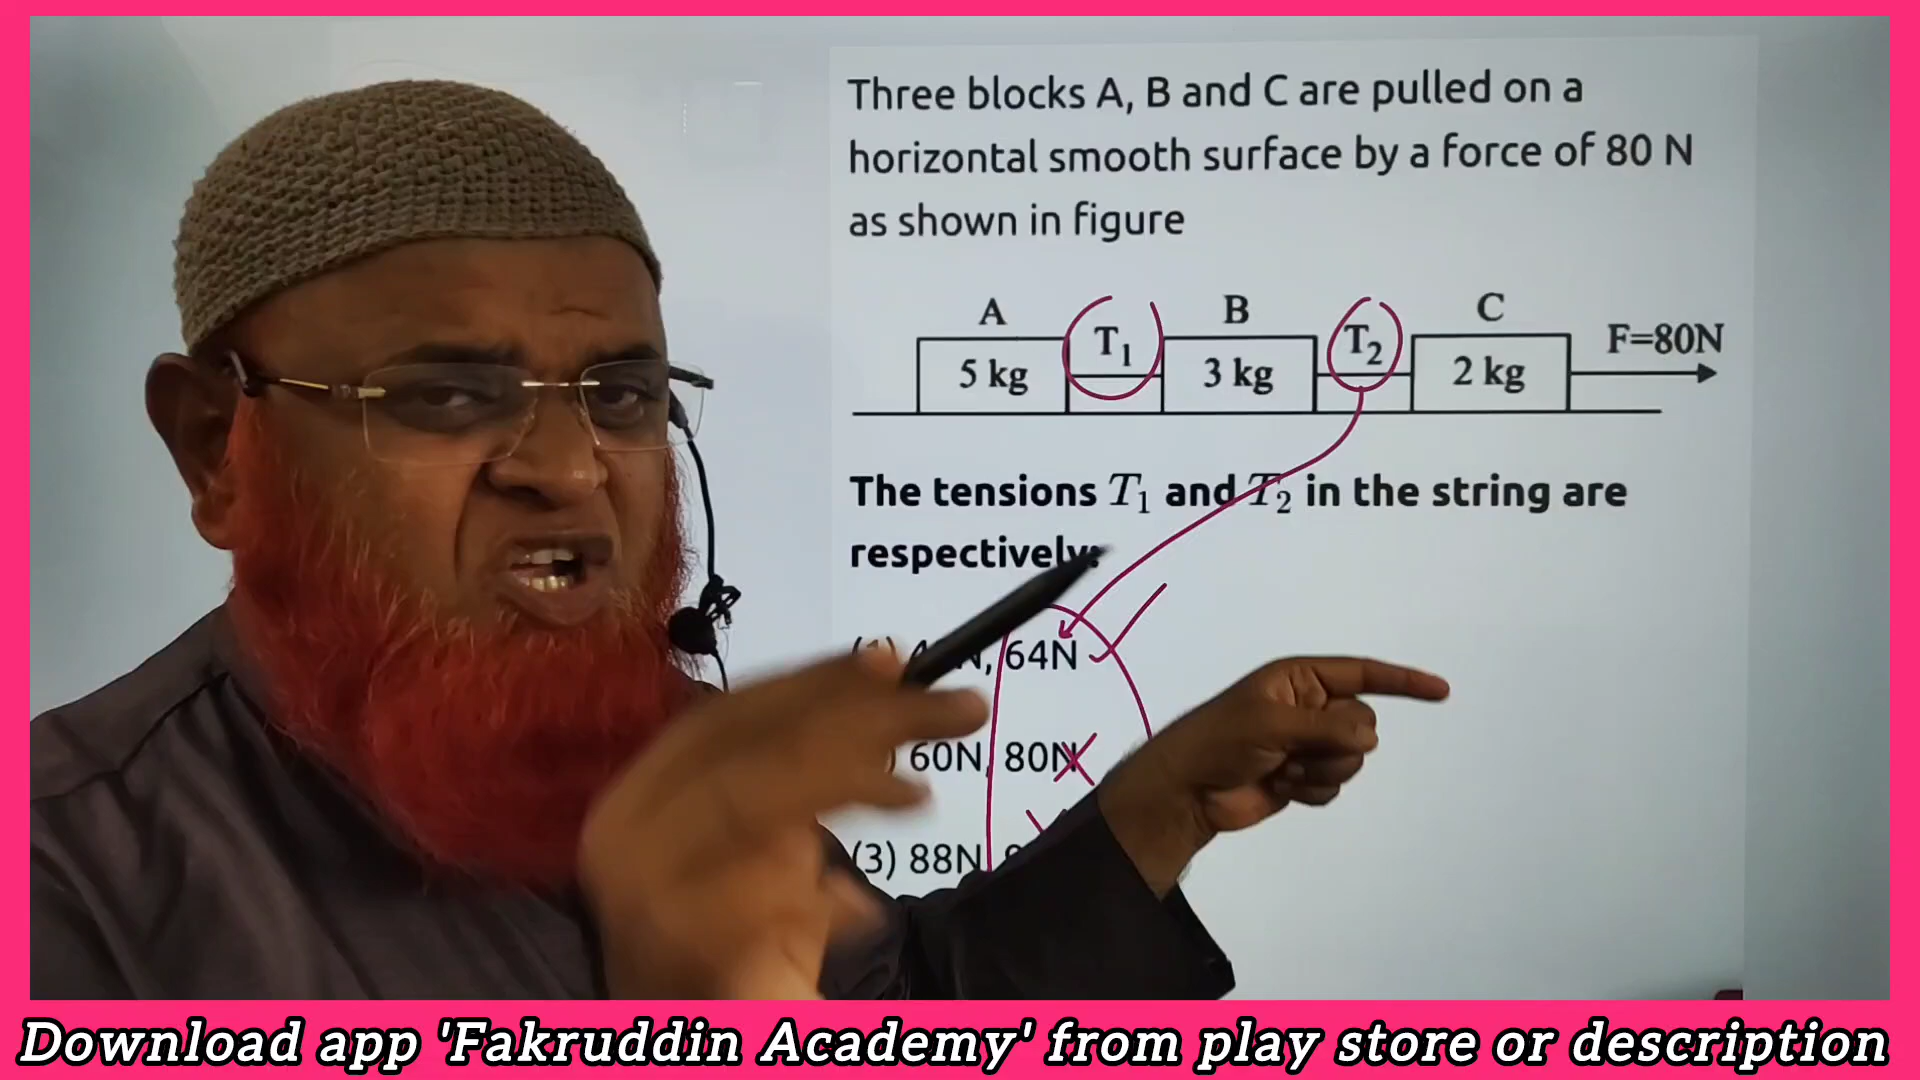 Three blocks A, B and C are pulled on a
horizontal smooth surface by a force of 80 N
as shown in figure
A T1 B T2 C F=80N
5 kg 3 kg 2 kg
The tensions T1 and T2 in the string are
respectively:
64N
60N, 80N
(3) 88N,
Download app 'Fakruddin Academy' from play store or description